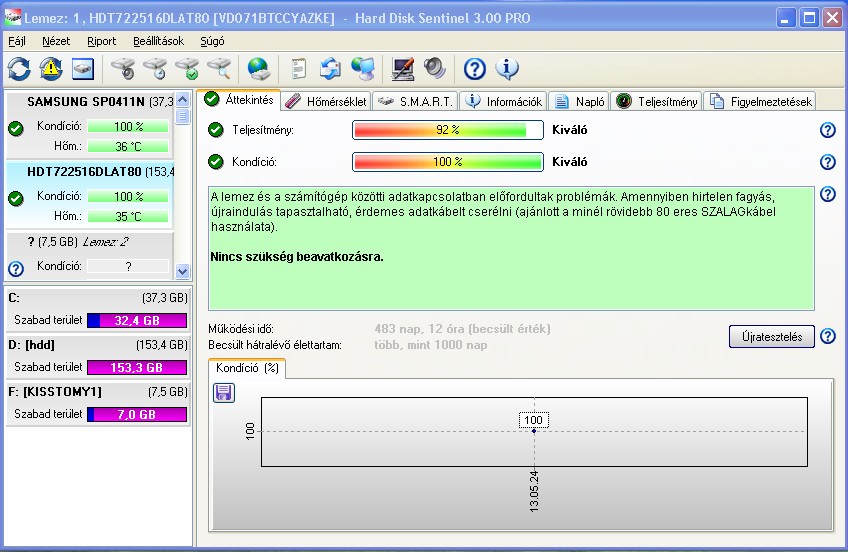 Lemez: 1, HDT722516DLAT80 [VD071BTCCYAZKE] - Hard Disk Sentinel 3.00 PRO
Fájl Nézet Riport Beállítások Súgó
SAMSUNG SP0411N (37,3
Kondíció: 100 %
Hőm.: 36 °C
HDT722516DLAT80 (153,4
Kondíció: 100 %
Hőm.: 35 °C
? (7,5 GB) Lemez: 2
Kondíció: ?
C: (37,3 GB)
Szabad terület 32,4 GB
D: [hdd] (153,4 GB)
Szabad terület 153,3 GB
F: [KISSTOMY1] (7,5 GB)
Szabad terület 7,0 GB
Áttekintés Hőmérséklet S.M.A.R.T. Információk Napló Teljesítmény Figyelmeztetések
Teljesítmény: 92 % Kiváló
Kondíció: 100 % Kiváló
A lemez és a számítógép közötti adatkapcsolatban előfordultak problémák. Amennyiben hirtelen fagyás,
újraindulás tapasztalható, érdemes adatkábelt cserélni (ajánlott a minél rövidebb 80 eres SZALAGkábel
használata).
Nincs szükség beavatkozásra.
Működési idő: 483 nap, 12 óra (becsült érték)
Becsült hátralévő élettartam: több, mint 1000 nap
Újratesztelés
Kondíció (%)
100
100
13.05.24